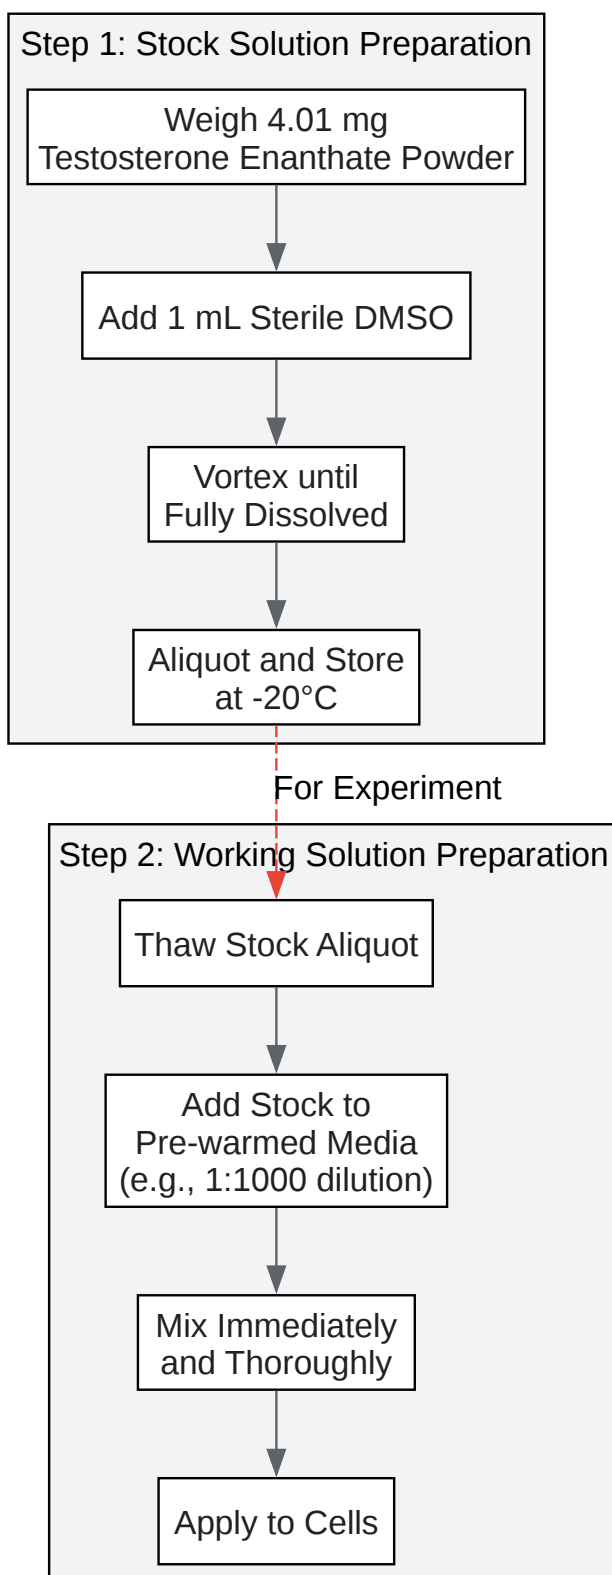 Step 1: Stock Solution Preparation
Weigh 4.01 mg
Testosterone Enanthate Powder
Add 1 mL Sterile DMSO
Vortex until
Fully Dissolved
Aliquot and Store
at -20°C
For Experiment
Step 2: Working Solution Preparation
Thaw Stock Aliquot
Add Stock to
Pre-warmed Media
(e.g., 1:1000 dilution)
Mix Immediately
and Thoroughly
Apply to Cells